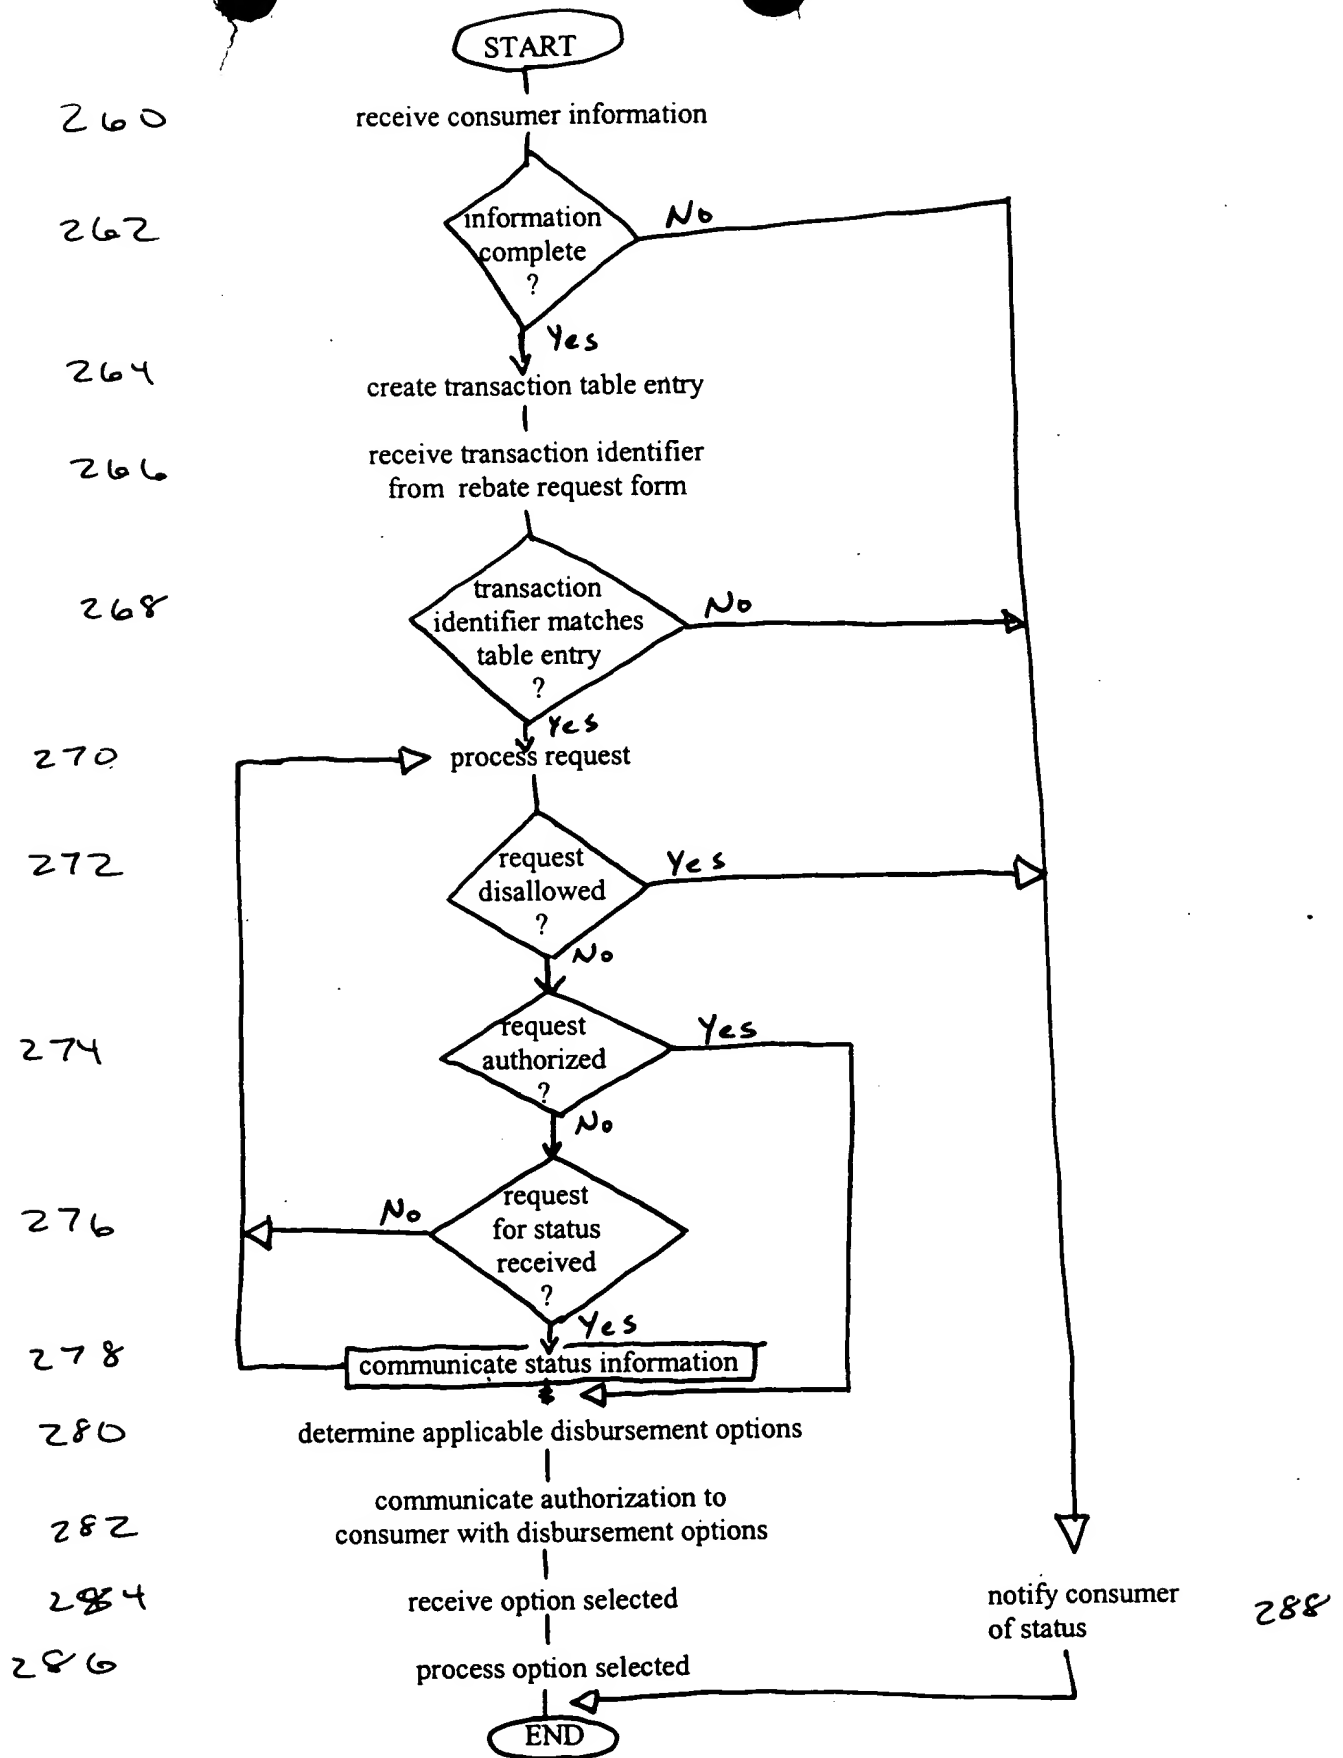 START
260
receive consumer information
262
information
complete
?
No
Yes
264
create transaction table entry
266
receive transaction identifier
from rebate request form
268
transaction
identifier matches
table entry
?
No
Yes
270
process request
272
request
disallowed
?
Yes
No
274
request
authorized
?
Yes
No
276
No
request
for status
received
?
Yes
278
communicate status information
280
determine applicable disbursement options
282
communicate authorization to
consumer with disbursement options
284
receive option selected
notify consumer
of status
288
286
process option selected
END